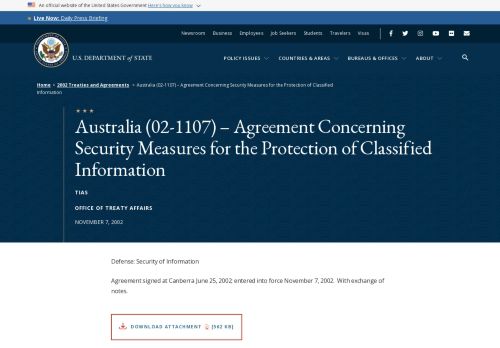 An official website of the United States Government Here's how you know
Live Now: Daily Press Briefing
Newsroom Business Employees Job Seekers Students Travelers Visas
U.S. DEPARTMENT of STATE
POLICY ISSUES COUNTRIES & AREAS BUREAUS & OFFICES ABOUT
Home > 2002 Treaties and Agreements > Australia (02-1107) – Agreement Concerning Security Measures for the Protection of Classified
Information
Australia (02-1107) – Agreement Concerning
Security Measures for the Protection of Classified
Information
TIAS
OFFICE OF TREATY AFFAIRS
NOVEMBER 7, 2002
Defense: Security of Information
Agreement signed at Canberra June 25, 2002; entered into force November 7, 2002. With exchange of
notes.
DOWNLOAD ATTACHMENT [562 KB]